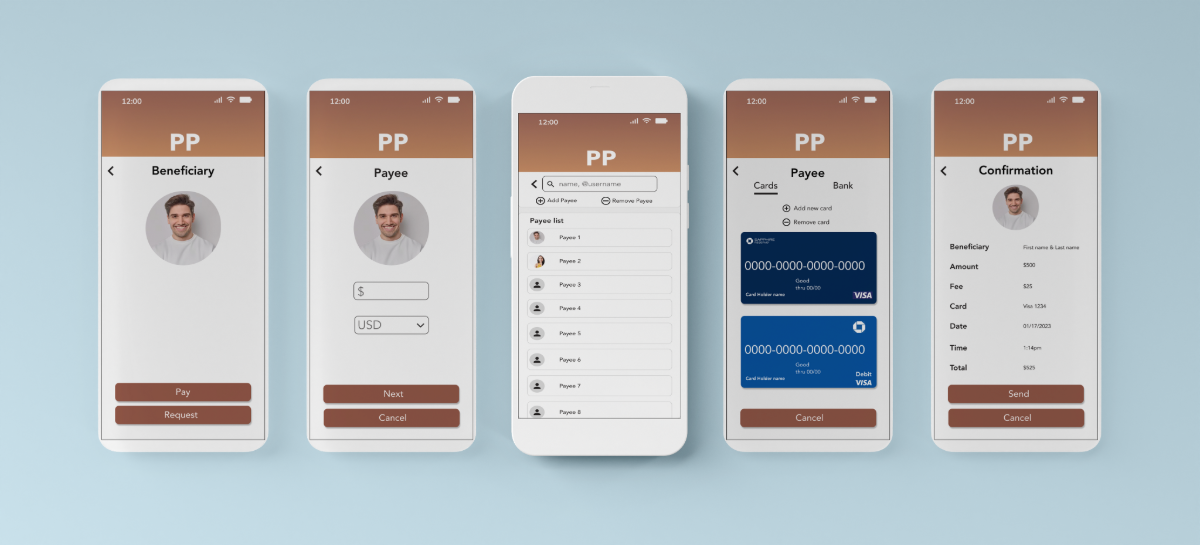 12:00
PP
Beneficiary
Pay
Request
12:00
PP
Payee
$
USD
Next
Cancel
12:00
PP
name, @username
Add Payee Remove Payee
Payee list
Payee 1
Payee 2
Payee 3
Payee 4
Payee 5
Payee 6
Payee 7
Payee 8
12:00
PP
Payee
Cards Bank
Add new card
Remove card
SAPPHIRE
0000-0000-0000-0000
Good
thru 00/00
Card Holder name VISA
0000-0000-0000-0000
Good
thru 00/00
Debit
Card Holder name VISA
Cancel
12:00
PP
Confirmation
Beneficiary First name & Last name
Amount $500
Fee $25
Card Visa 1234
Date 01/17/2023
Time 1:14pm
Total $525
Send
Cancel